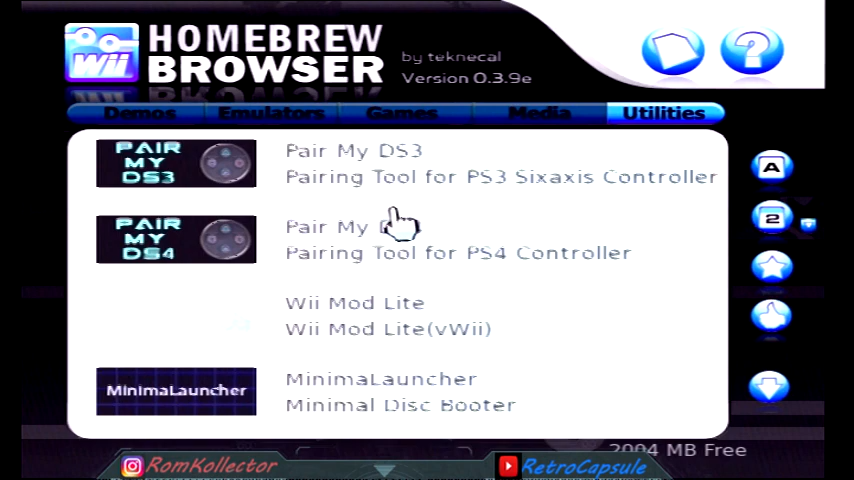 Wii
HOMEBREW
BROWSER
by teknecal
Version 0.3.9e
Demos
Emulators
Games
Media
Utilities
PAIR
MY
DS3
Pair My DS3
Pairing Tool for PS3 Sixaxis Controller
PAIR
MY
DS4
Pair My
Pairing Tool for PS4 Controller
Wii Mod Lite
Wii Mod Lite(vWii)
MinimaLauncher
MinimaLauncher
Minimal Disc Booter
A
2
?
2004 MB Free
RomKollector
RetroCapsule